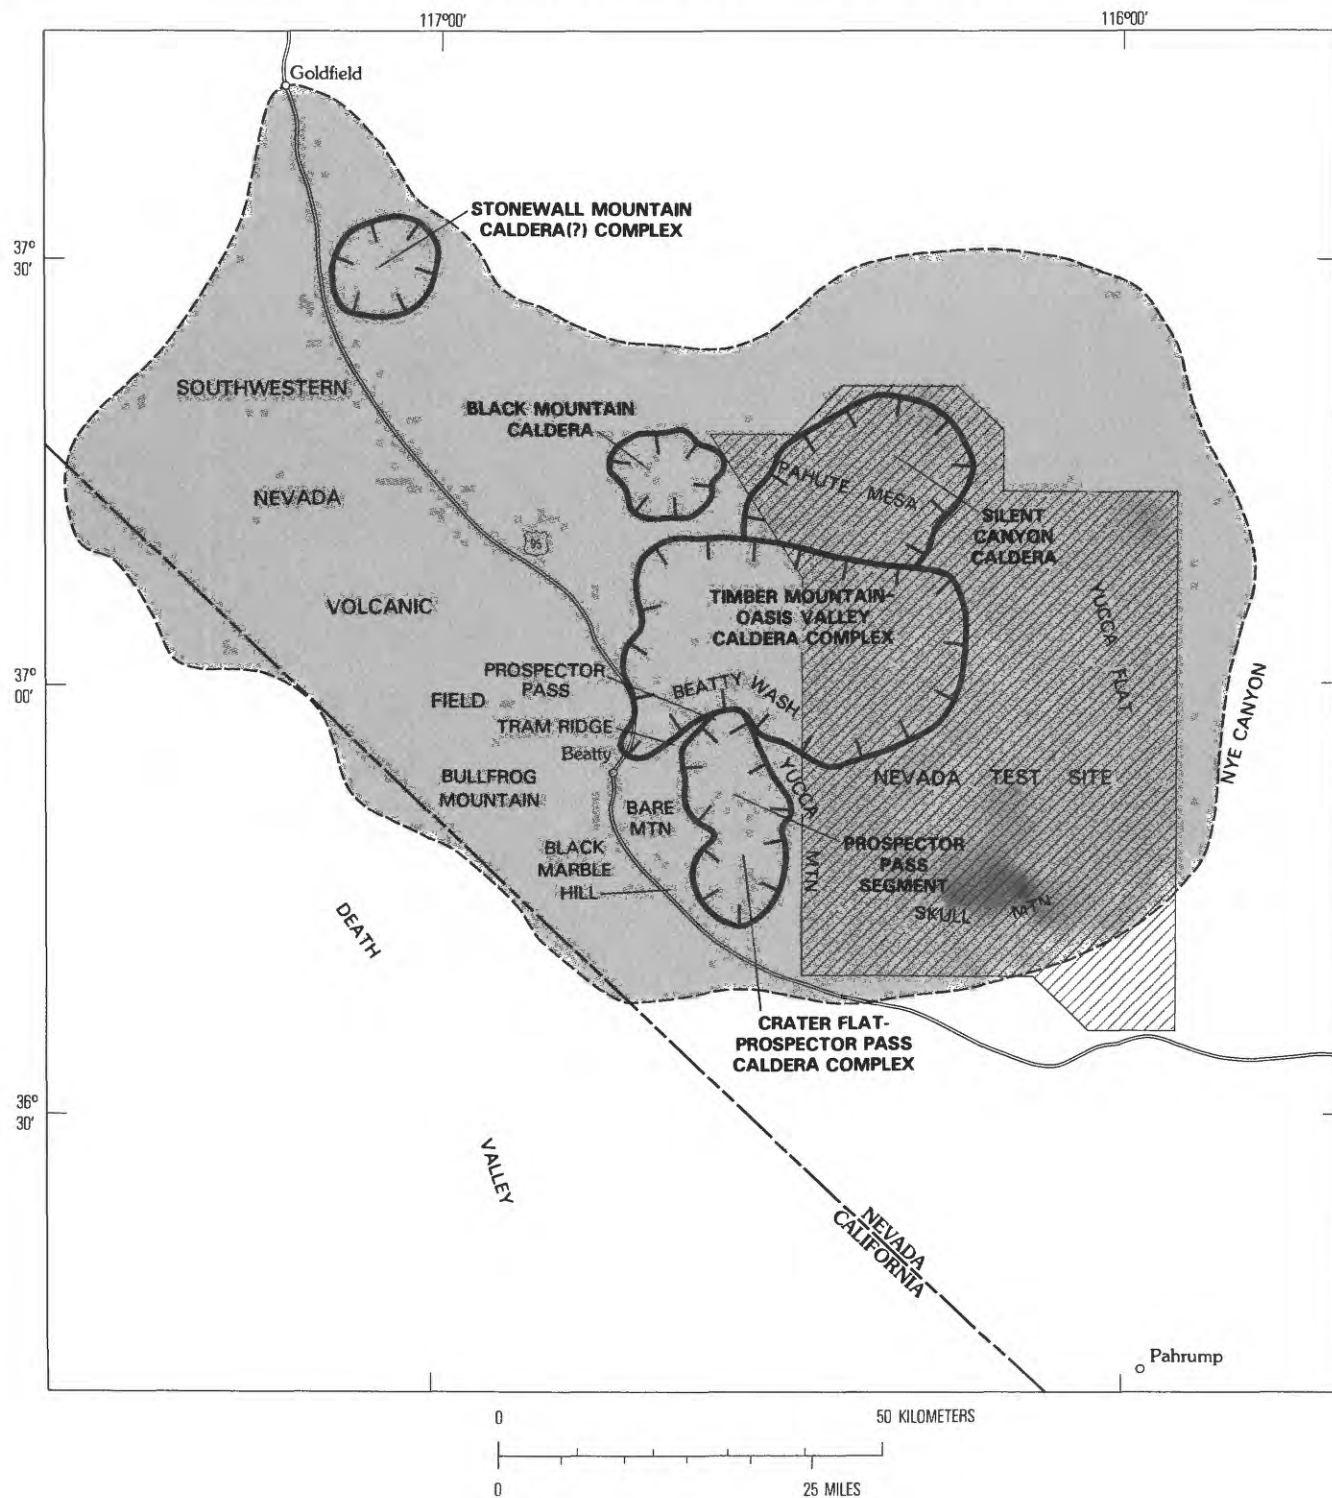 117°00'
116°00'
Goldfield
STONEWALL MOUNTAIN
CALDERA(?) COMPLEX
37°
30'
SOUTHWESTERN
BLACK MOUNTAIN
CALDERA
PAHUTE MESA
NEVADA
SILENT
CANYON
CALDERA
95
TIMBER MOUNTAIN-
OASIS VALLEY
CALDERA COMPLEX
VOLCANIC
YUCCA FLAT
37°
00'
PROSPECTOR
PASS
BEATTY WASH
FIELD
NYE CANYON
TRAM RIDGE
Beatty
BULLFROG
MOUNTAIN
YUCCA MTN
NEVADA TEST SITE
BARE
MTN
BLACK
MARBLE
HILL
PROSPECTOR
PASS
SEGMENT
SKULL MTN
DEATH
VALLEY
CRATER FLAT-
PROSPECTOR PASS
CALDERA COMPLEX
36°
30'
NEVADA
CALIFORNIA
Pahrump
0 50 KILOMETERS
0 25 MILES